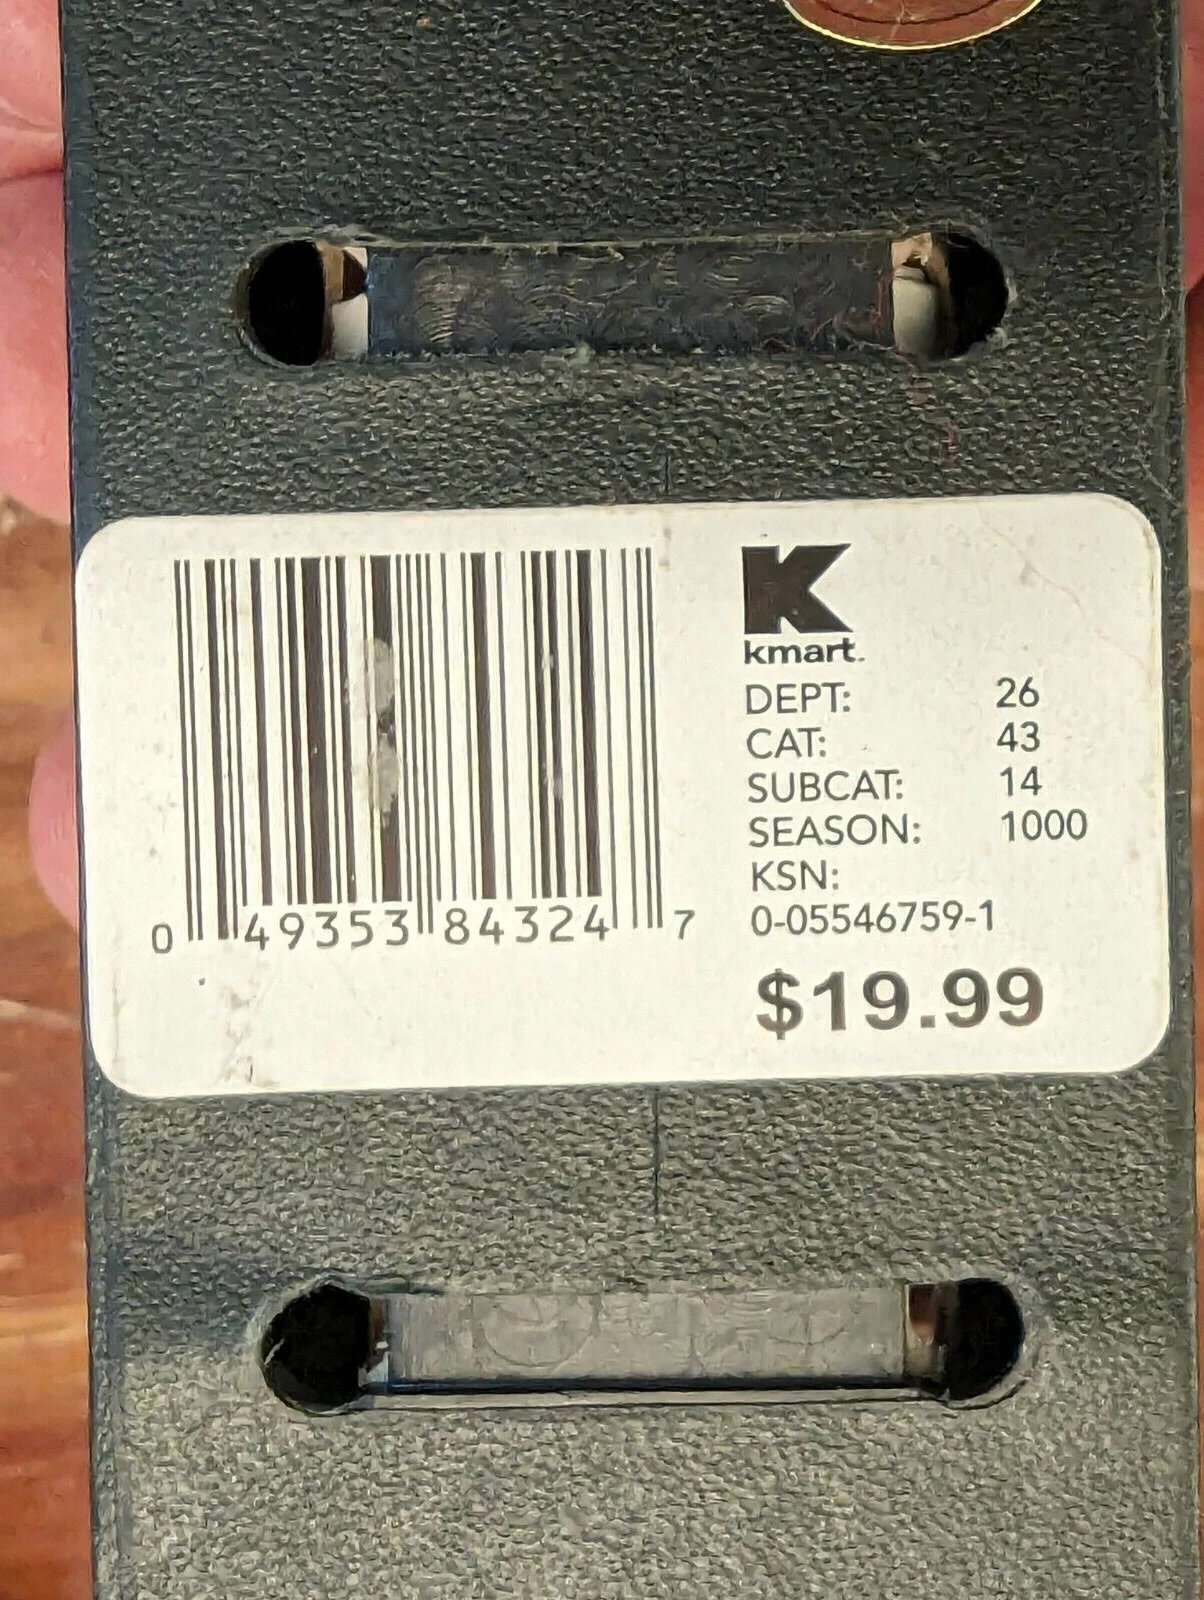 0 49353 84324 7
K
kmart.
DEPT: 26
CAT: 43
SUBCAT: 14
SEASON: 1000
KSN:
0-05546759-1
$19.99